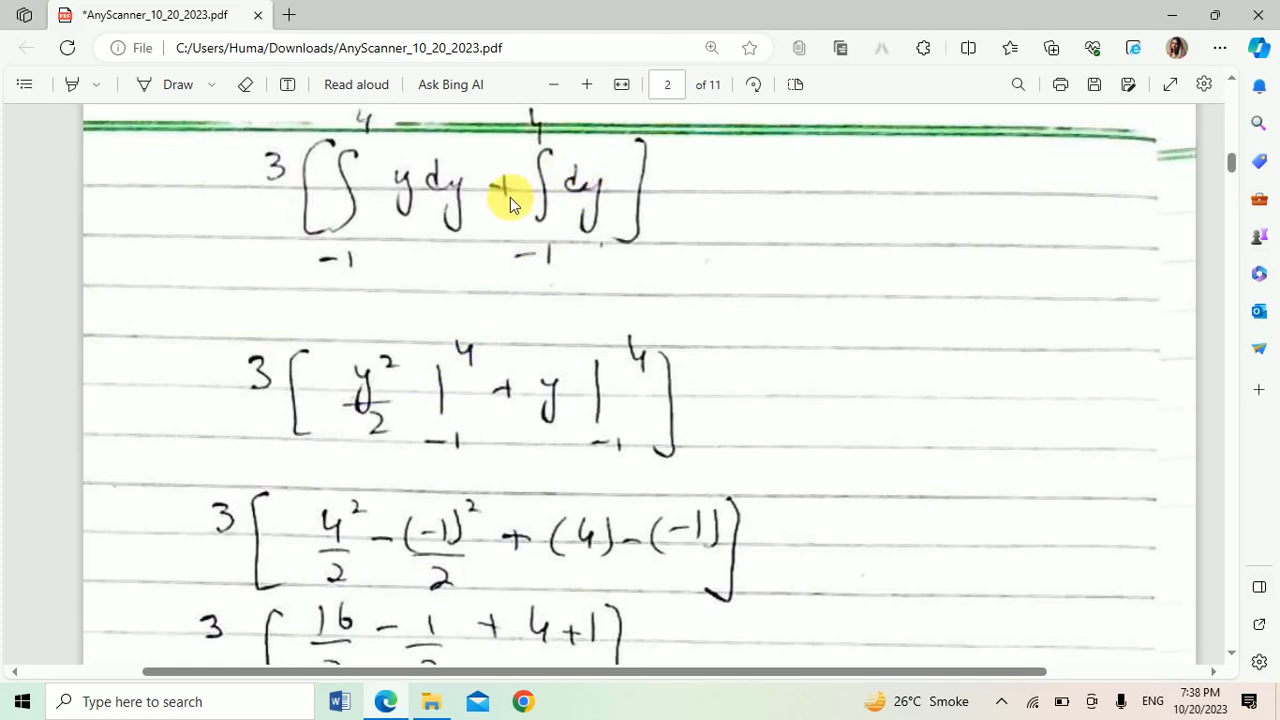 *AnyScanner_10_20_2023.pdf
File C:/Users/Huma/Downloads/AnyScanner_10_20_2023.pdf
Draw Read aloud Ask Bing AI 2 of 11
3 [ ∫₋₁⁴ y dy + ∫₋₁⁴ dy ]
3 [ y²/2 |₋₁⁴ + y |₋₁⁴ ]
3 [ 4²/2 - (-1)²/2 + (4) - (-1) ]
3 [ 16/2 - 1/2 + 4 + 1 ]
Type here to search 26°C Smoke ENG 7:38 PM
10/20/2023